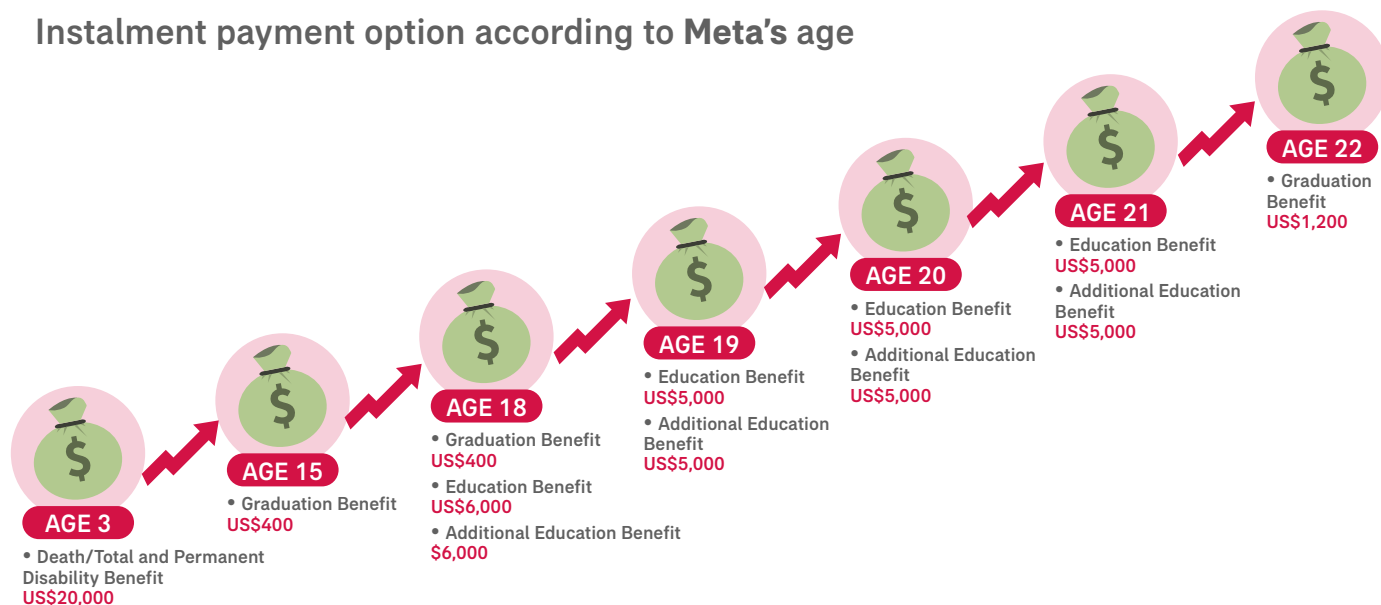 Instalment payment option according to Meta's age
AGE 3
• Death/Total and Permanent
Disability Benefit
US$20,000
AGE 15
• Graduation Benefit
US$400
AGE 18
• Graduation Benefit
US$400
• Education Benefit
US$6,000
• Additional Education Benefit
$6,000
AGE 19
• Education Benefit
US$5,000
• Additional Education
Benefit
US$5,000
AGE 20
• Education Benefit
US$5,000
• Additional Education
Benefit
US$5,000
AGE 21
• Education Benefit
US$5,000
• Additional Education
Benefit
US$5,000
AGE 22
• Graduation
Benefit
US$1,200
$
$
$
$
$
$
$